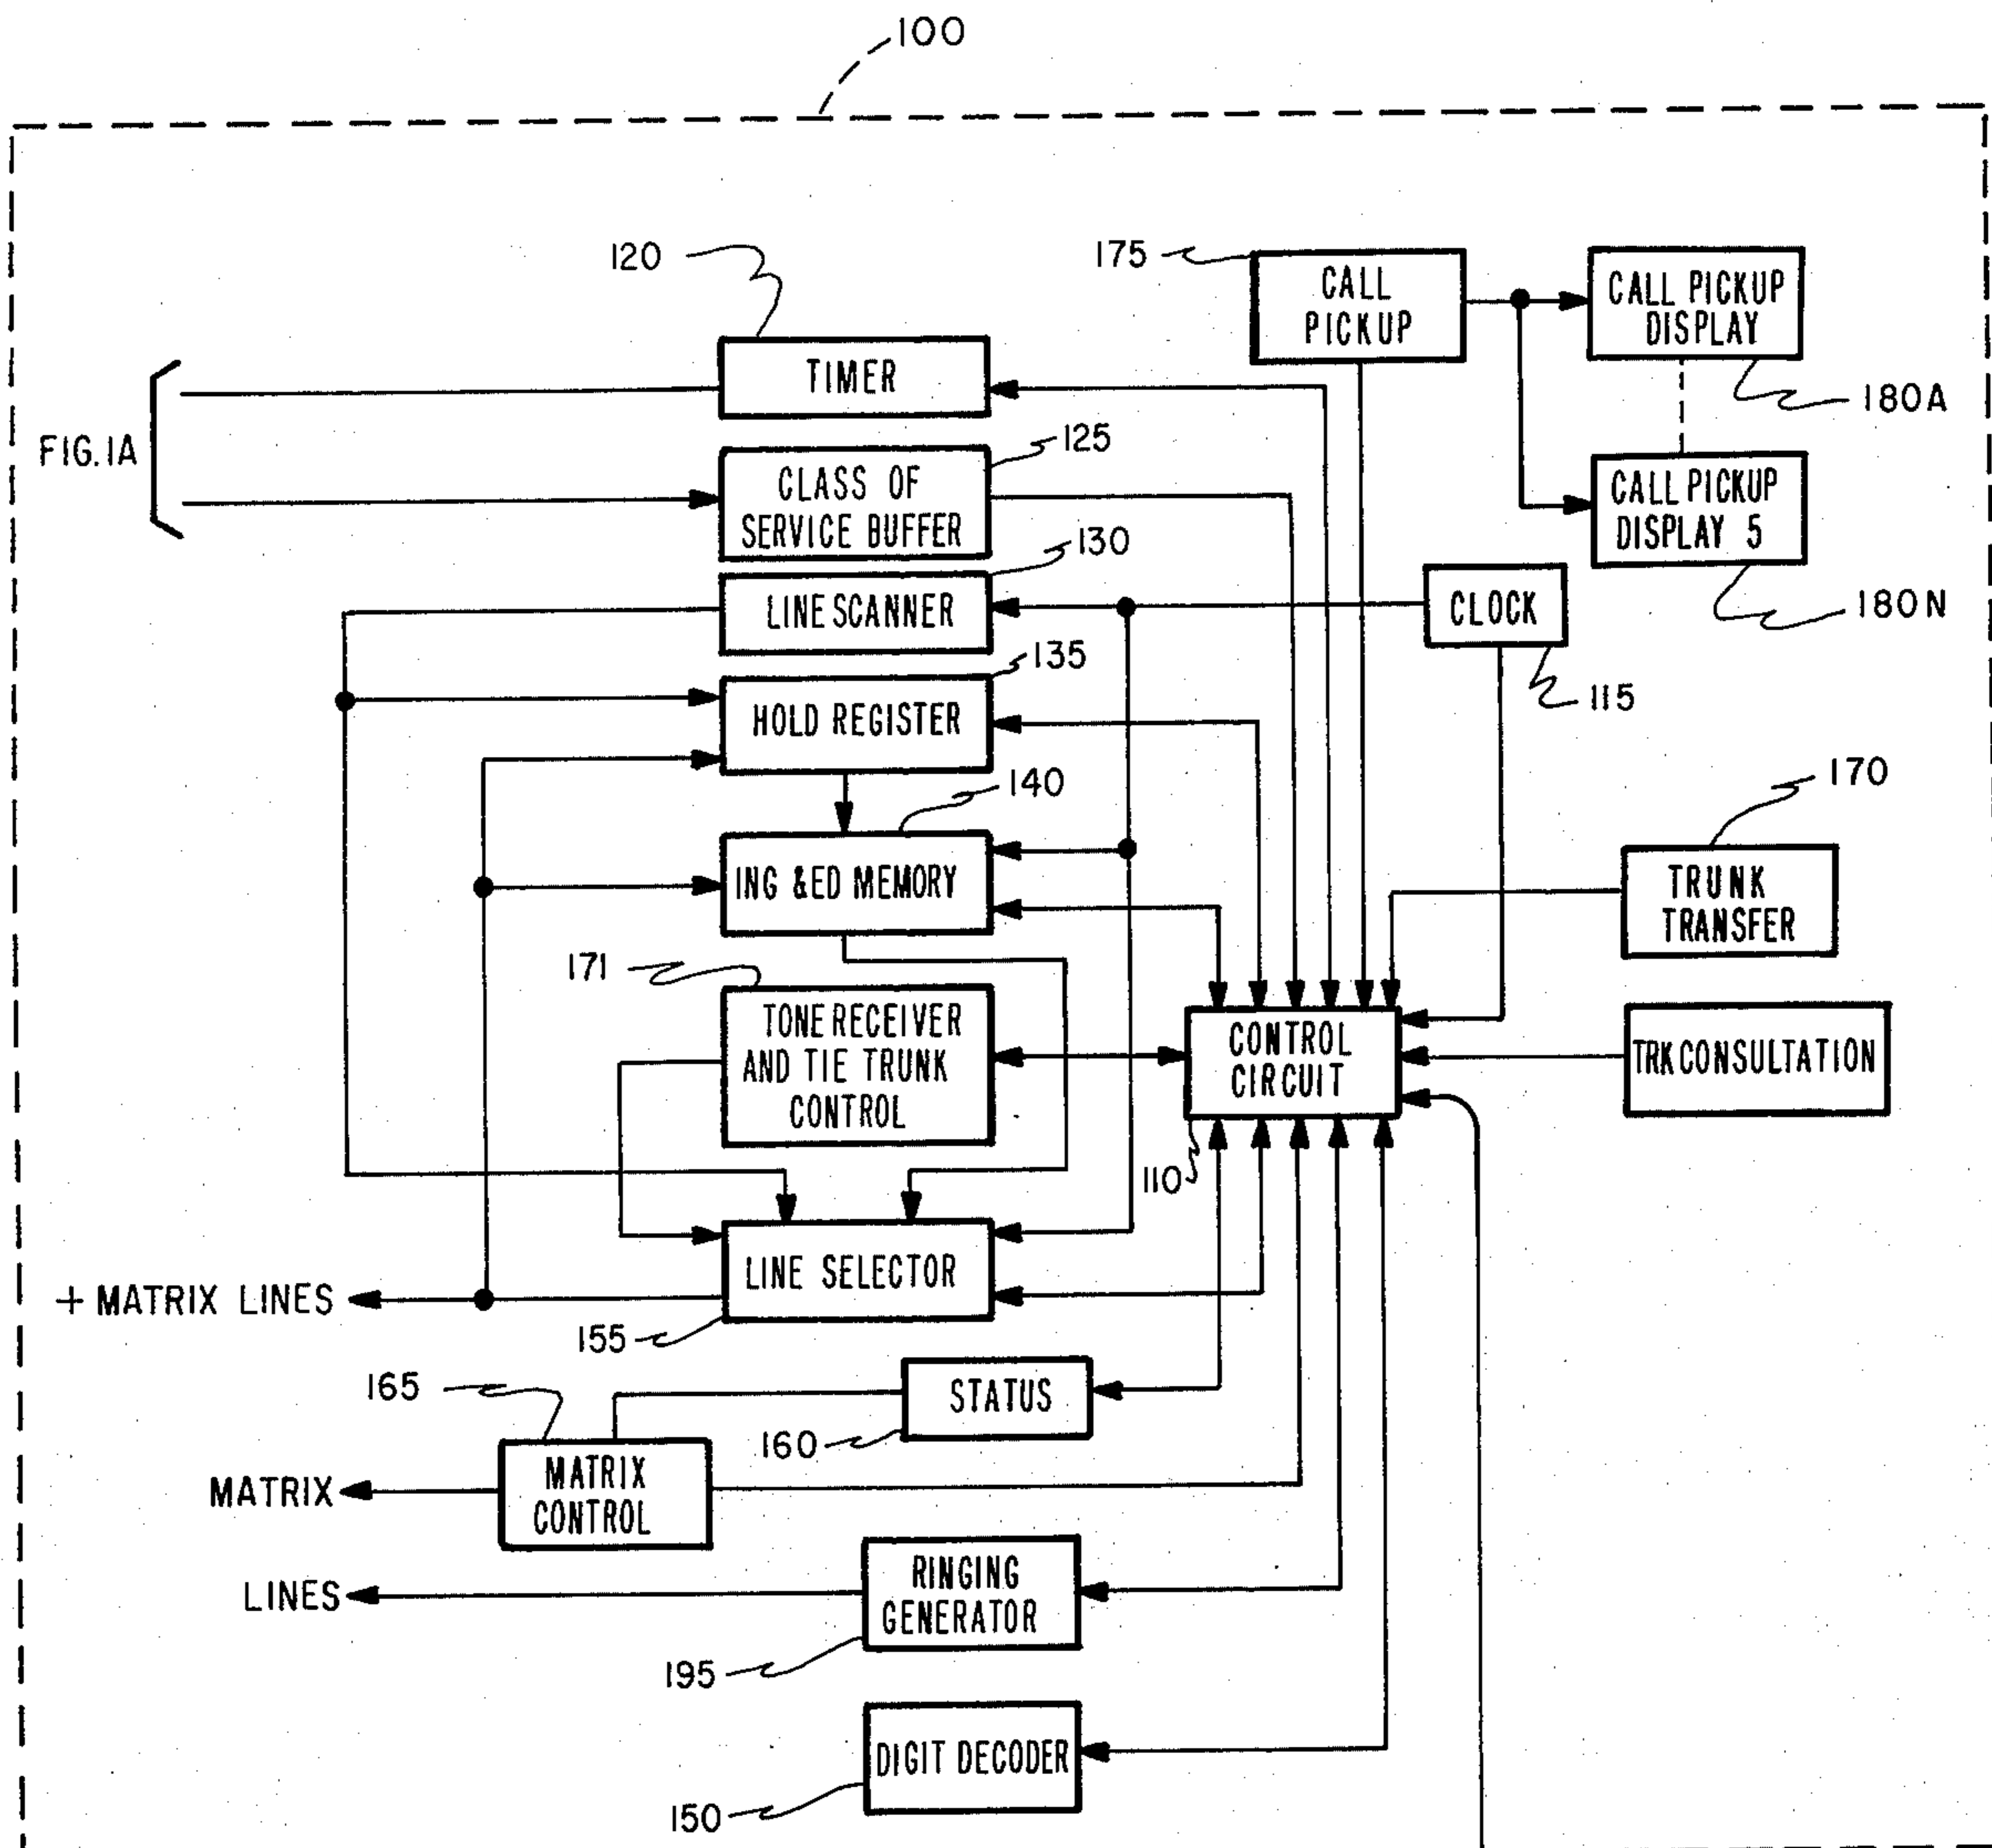 100
120
175
CALL
PICKUP
CALL PICKUP
DISPLAY
180A
TIMER
FIG. 1A
125
CLASS OF
SERVICE BUFFER
CALL PICKUP
DISPLAY 5
180N
130
LINE SCANNER
CLOCK
115
135
HOLD REGISTER
140
170
ING & ED MEMORY
TRUNK
TRANSFER
171
TONE RECEIVER
AND TIE TRUNK
CONTROL
CONTROL
CIRCUIT
110
TRK CONSULTATION
LINE SELECTOR
+ MATRIX LINES
155
165
STATUS
160
MATRIX
MATRIX
CONTROL
LINES
RINGING
GENERATOR
195
DIGIT DECODER
150